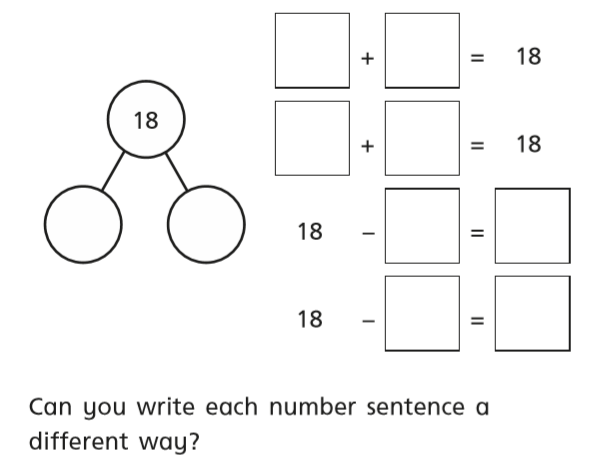 + = 18
18
+ = 18
18 − =
18 − =
Can you write each number sentence a
different way?